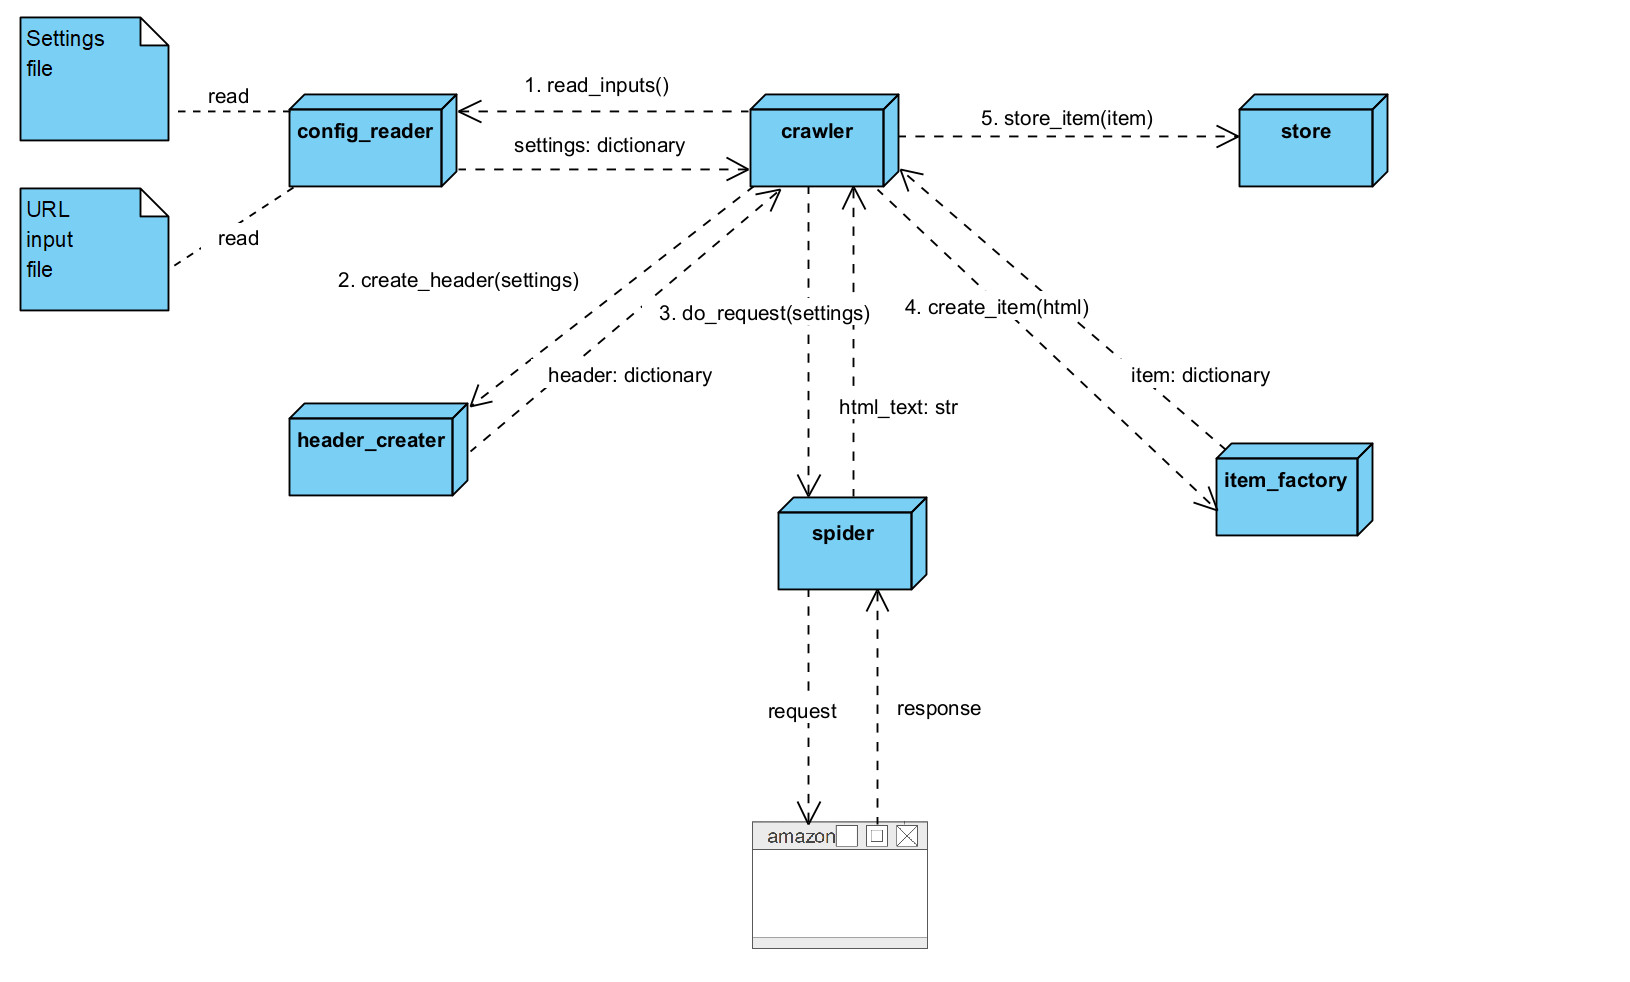 Settings
file
read
1. read_inputs()
config_reader
crawler
5. store_item(item)
store
settings: dictionary
URL
input
file
read
2. create_header(settings)
3. do_request(settings)
4. create_item(html)
header: dictionary
item: dictionary
html_text: str
header_creater
item_factory
spider
request
response
amazon